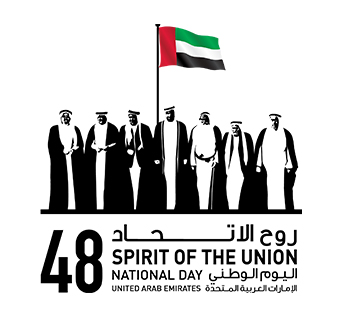 روح الاتحاد
48 SPIRIT OF THE UNION
NATIONAL DAY اليوم الوطني
UNITED ARAB EMIRATES الإمارات العربية المتحدة